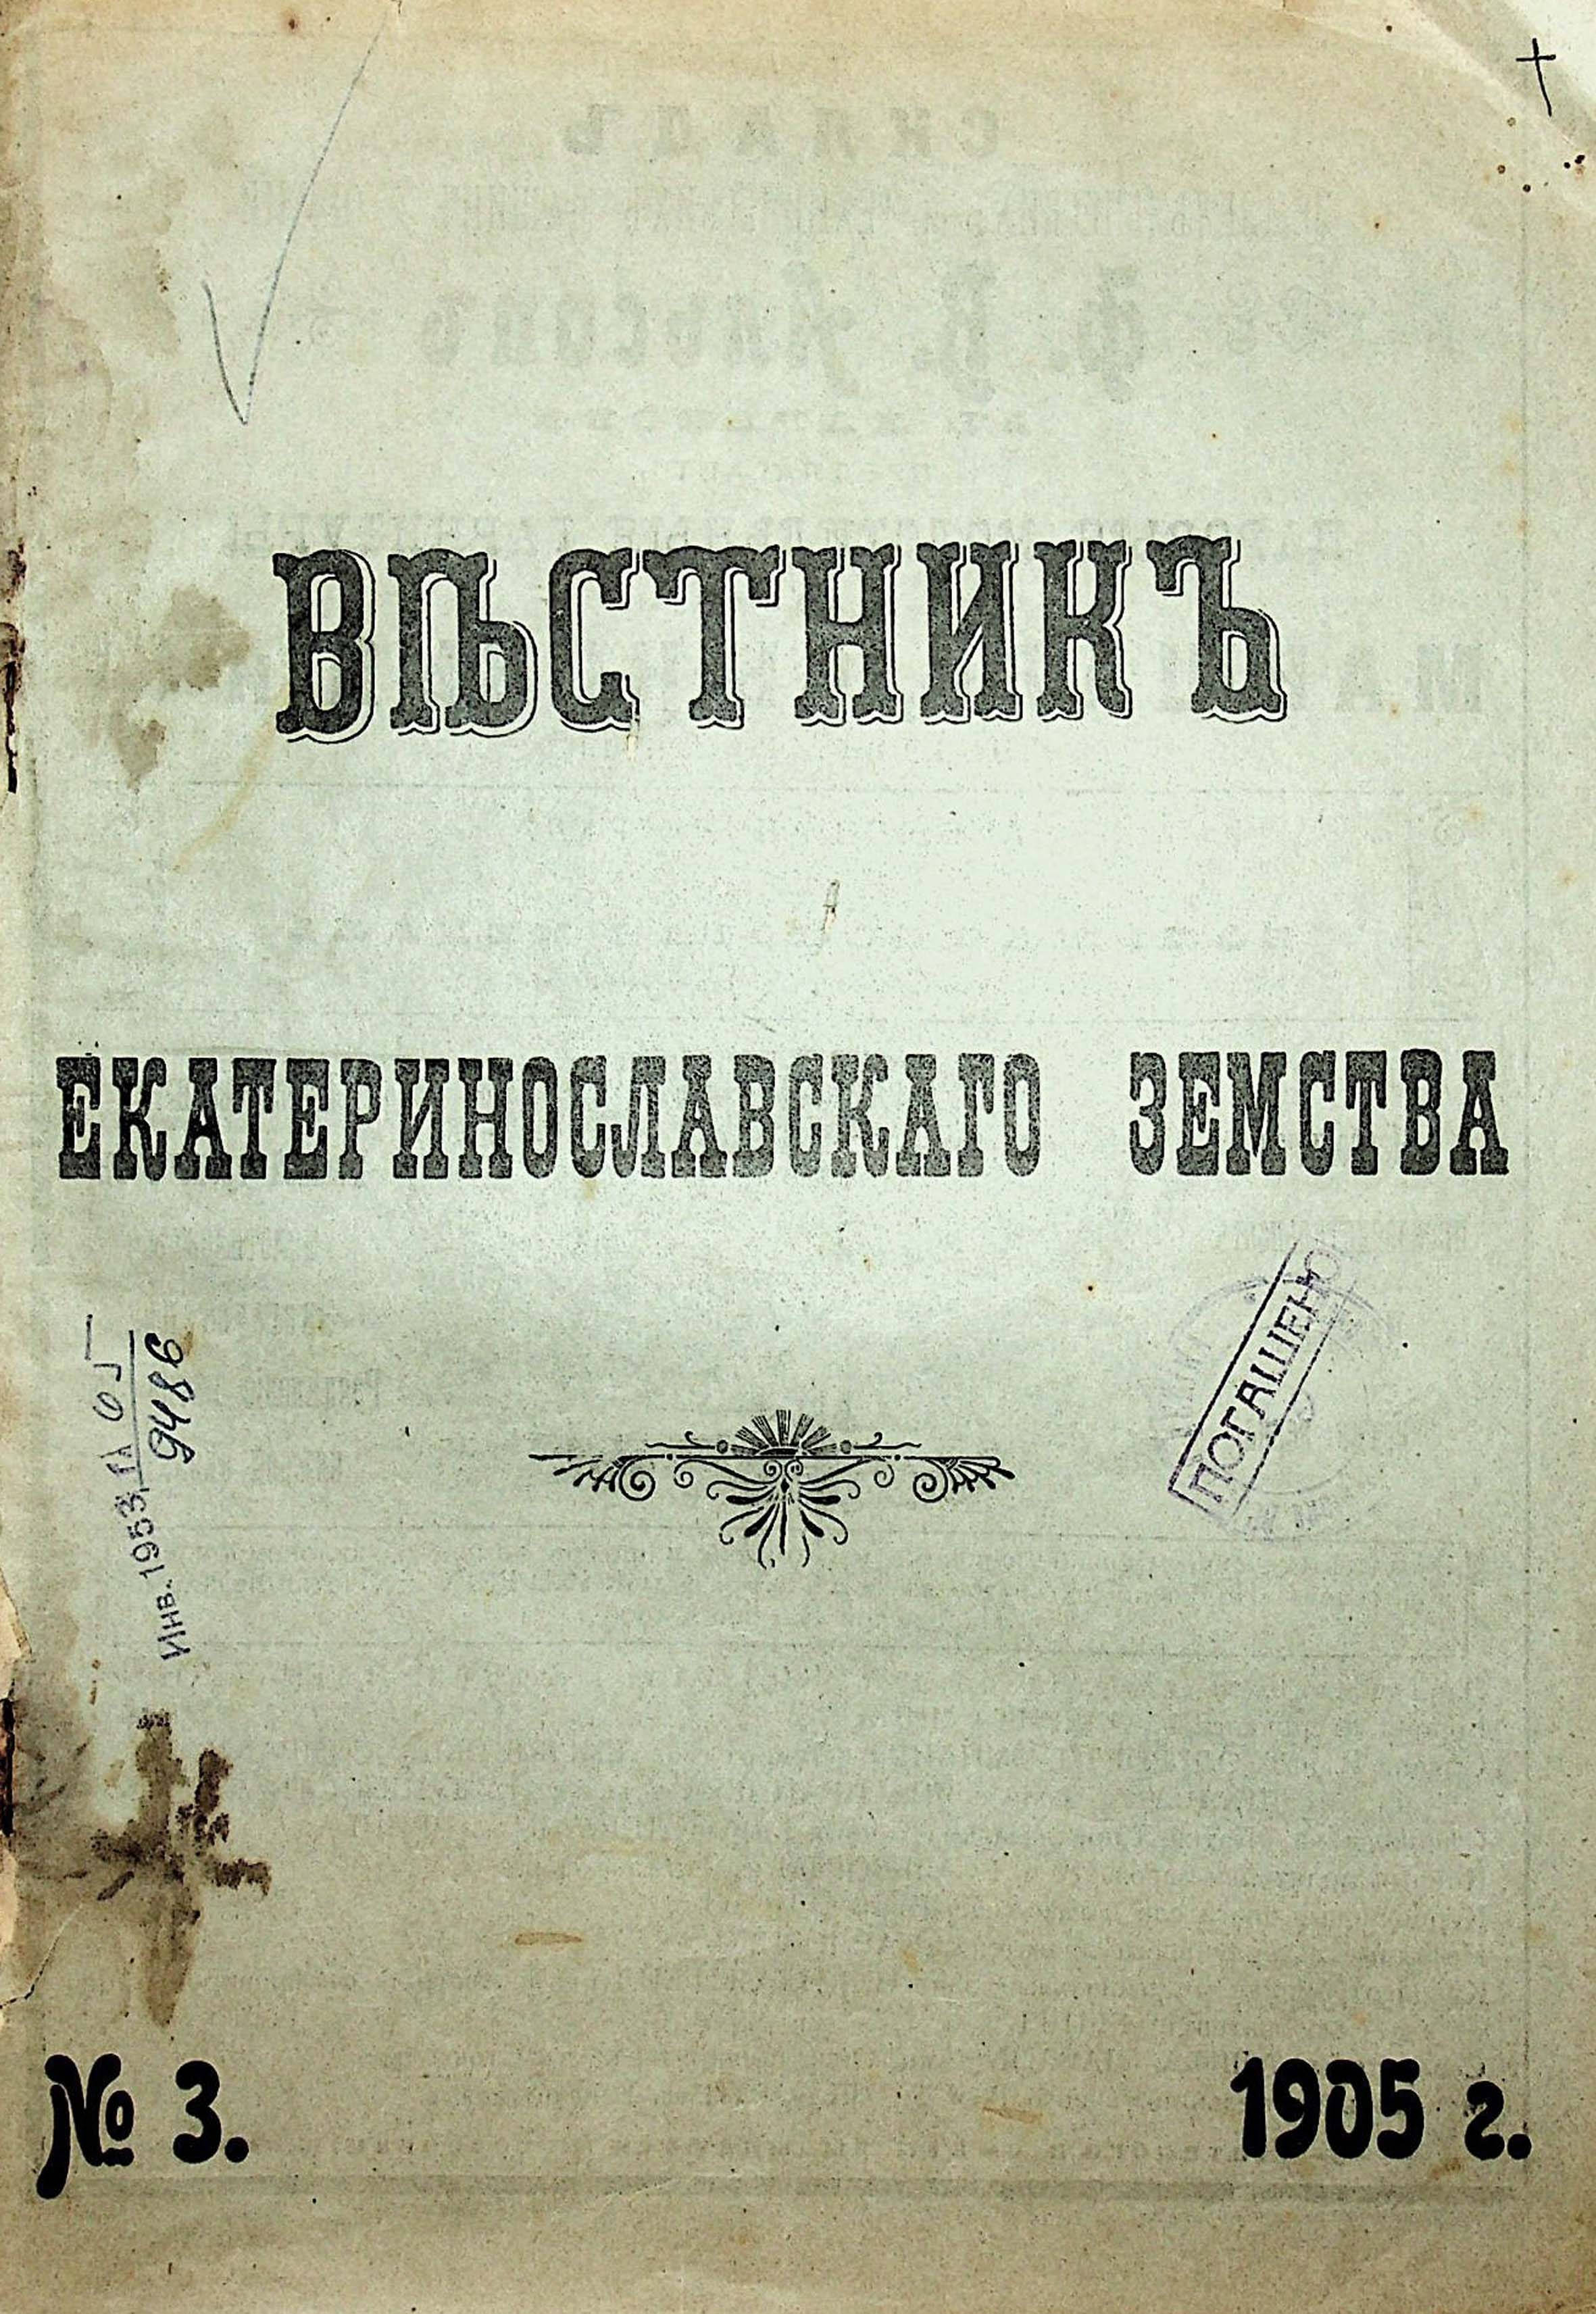 ВѢСТНИКЪ
ЕКАТЕРИНОСЛАВСКАГО ЗЕМСТВА
ПОГАШЕНО
Инв. 1953
9486
№ 3.
1905 г.